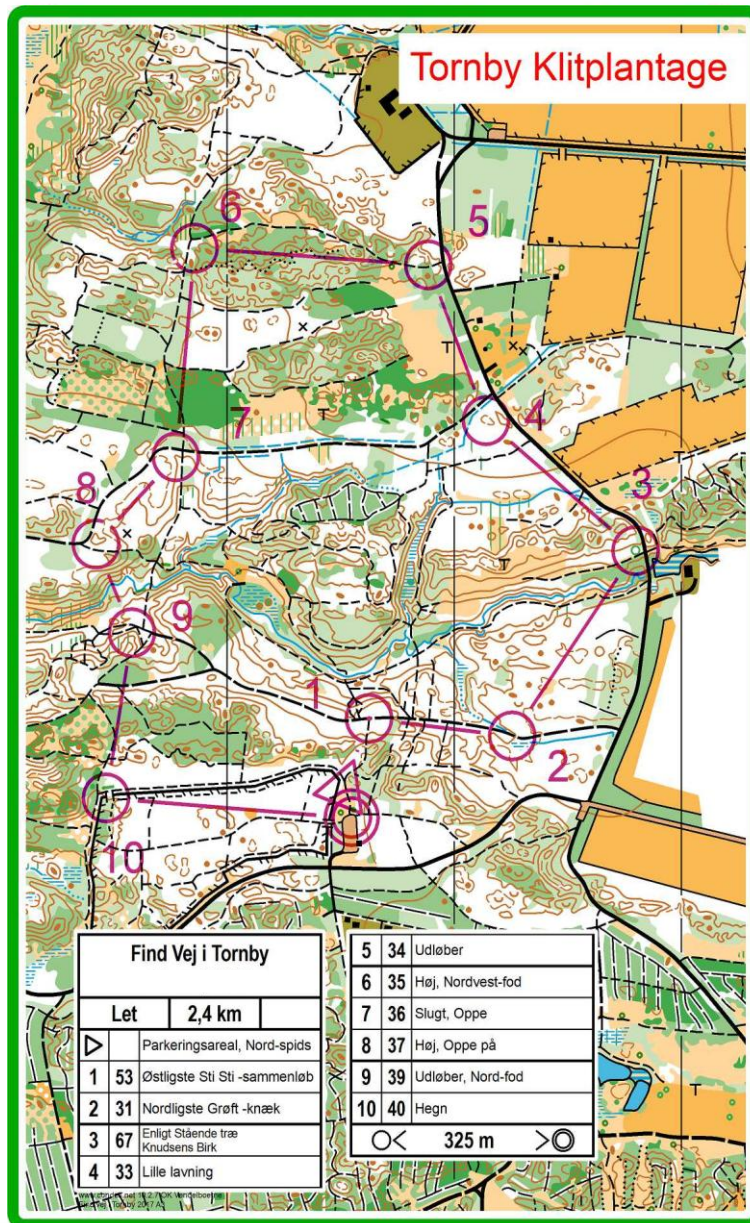 Tornby Klitplantage
6
5
7
4
8
3
9
1
2
10
Find Vej i Tornby
Let 2,4 km
Parkeringsareal, Nord-spids
1 53 Østligste Sti Sti -sammenløb
2 31 Nordligste Grøft -knæk
3 67 Enligt Stående træ
Knudsens Birk
4 33 Lille lavning
5 34 Udløber
6 35 Høj, Nordvest-fod
7 36 Slugt, Oppe
8 37 Høj, Oppe på
9 39 Udløber, Nord-fod
10 40 Hegn
325 m